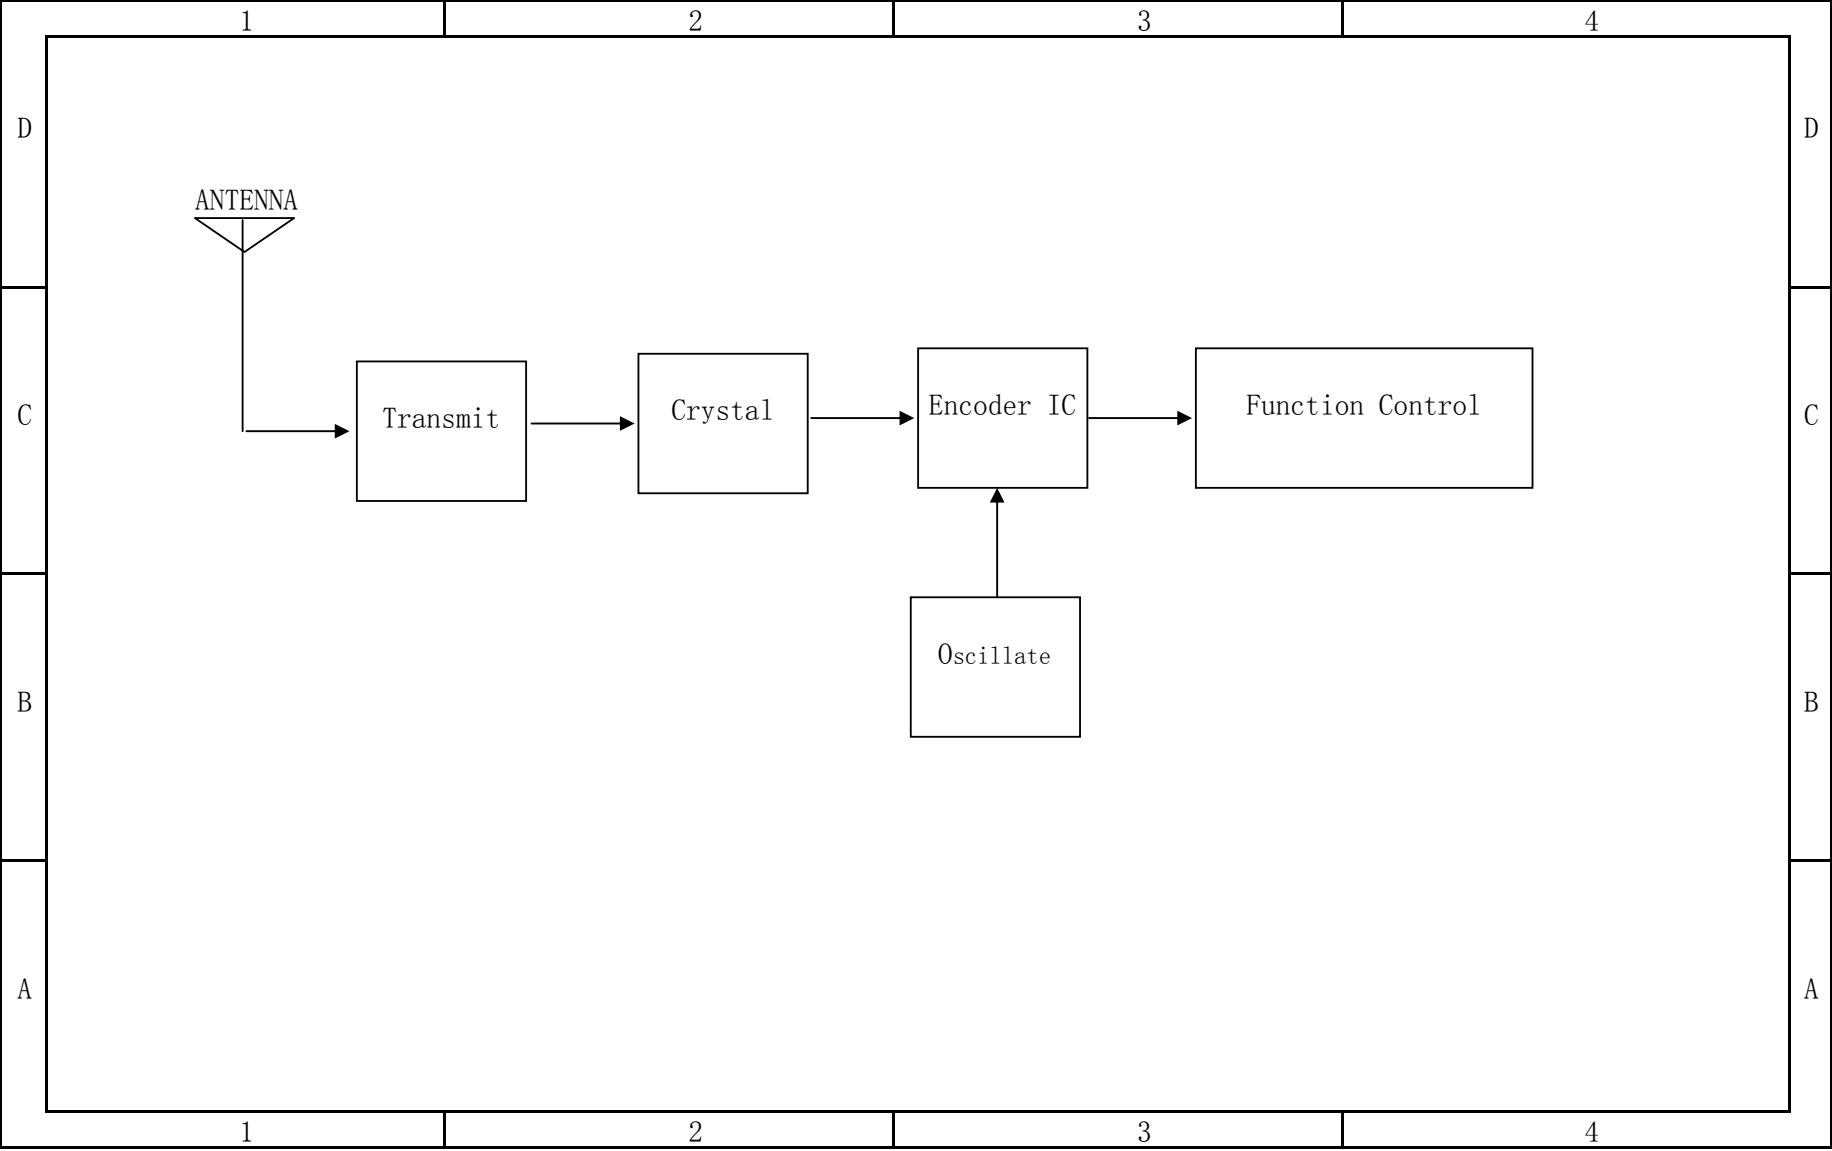 1 2 3 4
D D
ANTENNA
C Transmit Crystal Encoder IC Function Control C
Oscillate
B B
A A
1 2 3 4